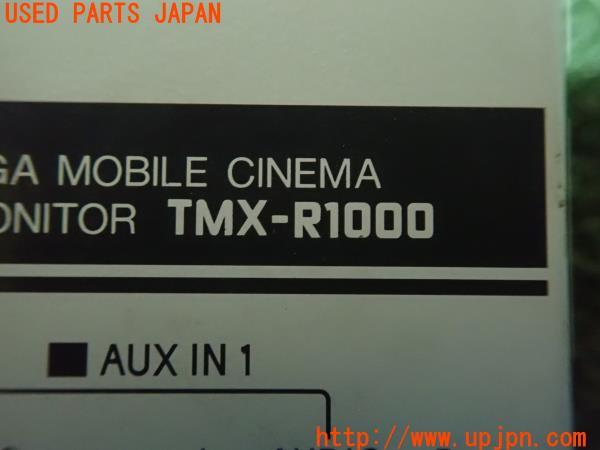 USED PARTS JAPAN
GA MOBILE CINEMA
ONITOR TMX-R1000
■ AUX IN 1
http://www.upjpn.com/